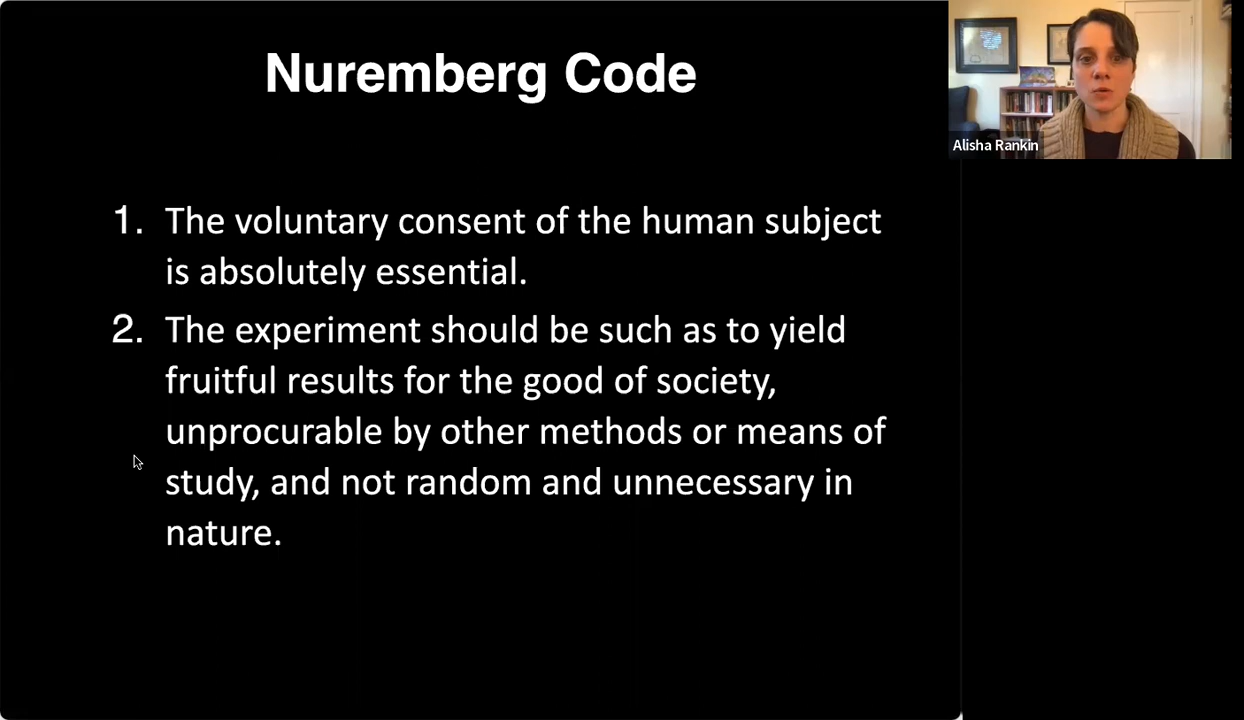 Nuremberg Code
Alisha Rankin
1. The voluntary consent of the human subject
is absolutely essential.
2. The experiment should be such as to yield
fruitful results for the good of society,
unprocurable by other methods or means of
study, and not random and unnecessary in
nature.